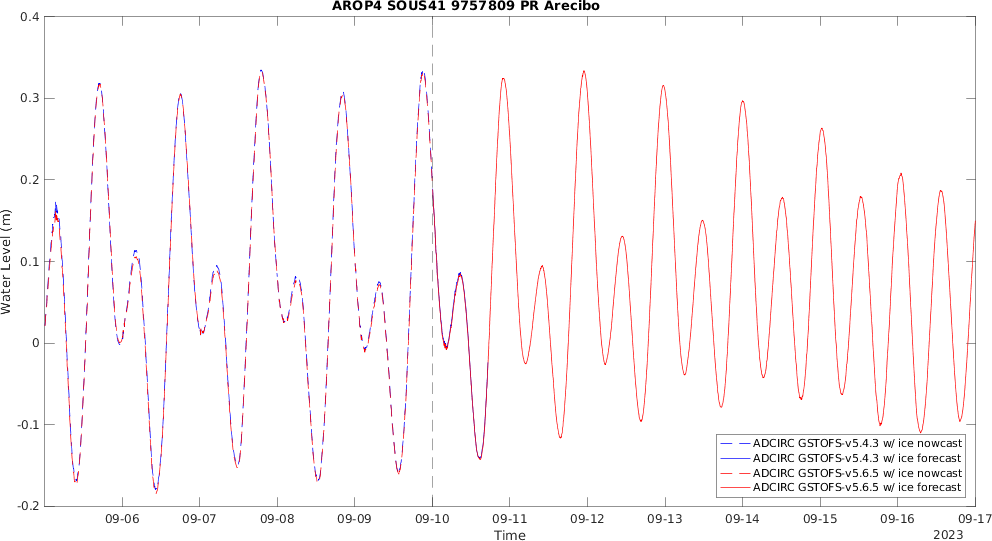 AROP4 SOUS41 9757809 PR Arecibo
0.4
0.3
0.2
0.1
0
-0.1
-0.2
Water Level (m)
09-06 09-07 09-08 09-09 09-10 09-11 09-12 09-13 09-14 09-15 09-16 09-17
Time
2023
ADCIRC GSTOFS-v5.4.3 w/ ice nowcast
ADCIRC GSTOFS-v5.4.3 w/ ice forecast
ADCIRC GSTOFS-v5.6.5 w/ ice nowcast
ADCIRC GSTOFS-v5.6.5 w/ ice forecast